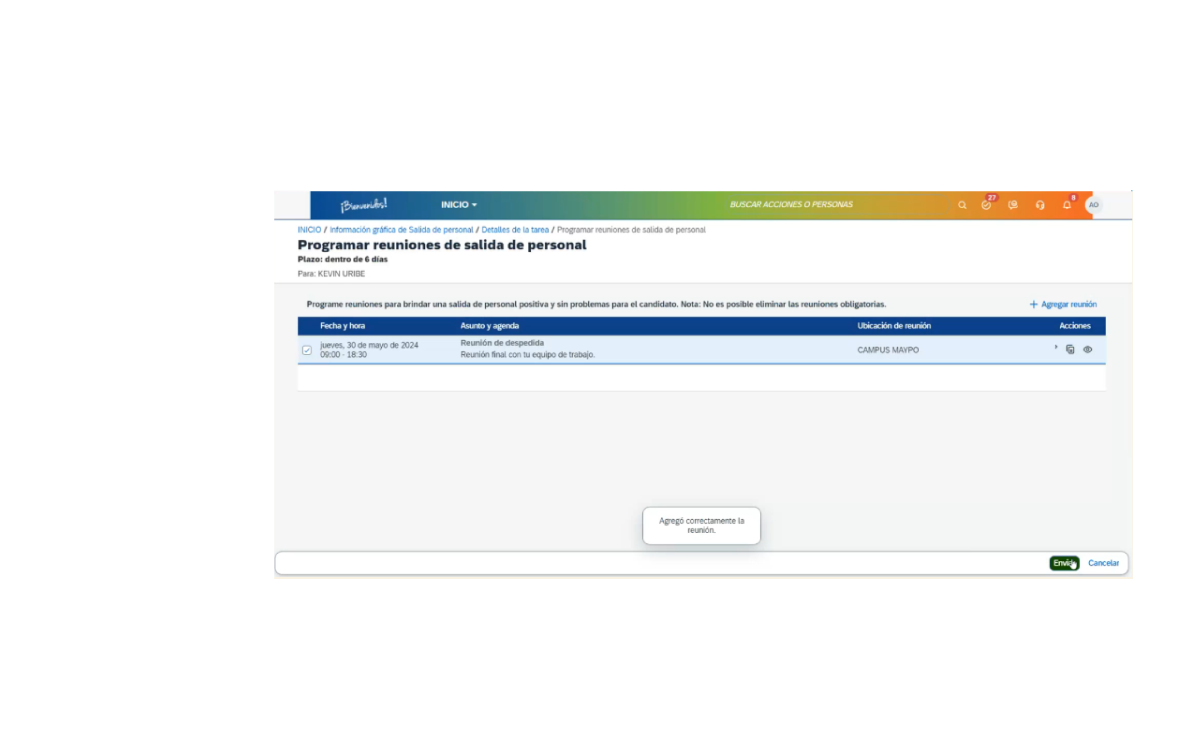 ¡Bienvenid@s!
INICIO
BUSCAR ACCIONES O PERSONAS
27
8
AO
INICIO / Información gráfica de Salida de personal / Detalles de la tarea / Programar reuniones de salida de personal
Programar reuniones de salida de personal
Plazo: dentro de 6 días
Para: KEVIN URIBE
Programe reuniones para brindar una salida de personal positiva y sin problemas para el candidato. Nota: No es posible eliminar las reuniones obligatorias.
+ Agregar reunión
Fecha y hora Asunto y agenda Ubicación de reunión Acciones
jueves, 30 de mayo de 2024
09:00 - 18:30
Reunión de despedida
Reunión final con tu equipo de trabajo.
CAMPUS MAYPO
Agregó correctamente la
reunión.
Cancelar